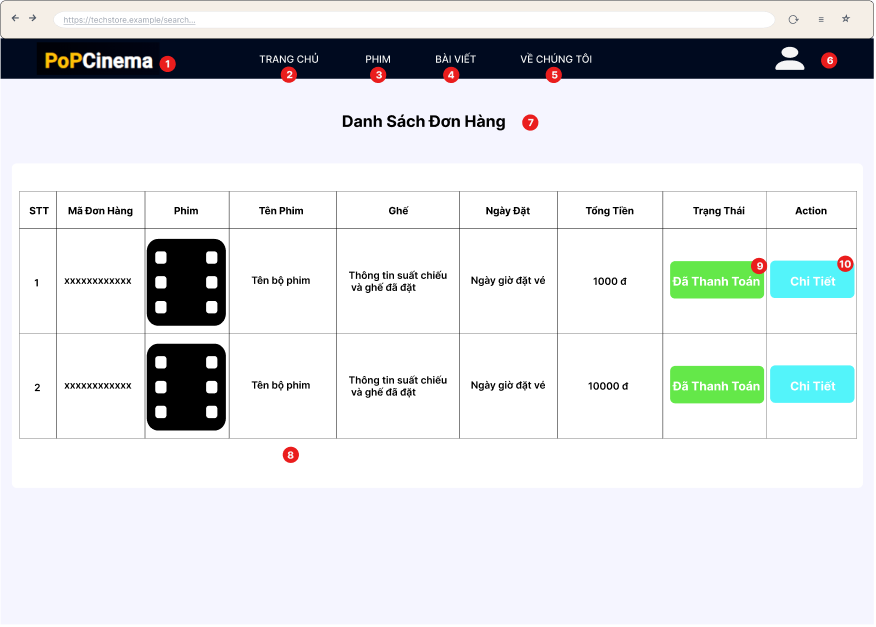 https://techstore.example/search...
PoPCinema 1
TRANG CHỦ PHIM BÀI VIẾT VỀ CHÚNG TÔI 6
2 3 4 5
Danh Sách Đơn Hàng 7
STT Mã Đơn Hàng Phim Tên Phim Ghế Ngày Đặt Tổng Tiền Trạng Thái Action
1 xxxxxxxxxxxx Tên bộ phim Thông tin suất chiếu
và ghế đã đặt Ngày giờ đặt vé 1000 đ Đã Thanh Toán 9 Chi Tiết 10
2 xxxxxxxxxxxx Tên bộ phim Thông tin suất chiếu
và ghế đã đặt Ngày giờ đặt vé 10000 đ Đã Thanh Toán Chi Tiết
8